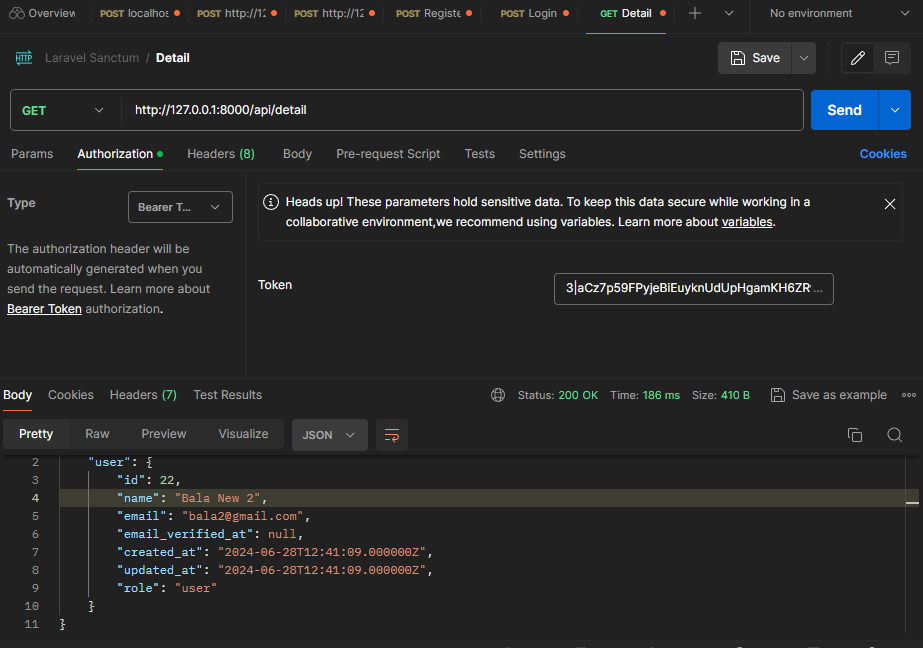 Overview POST localhos POST http://12 POST http://12 POST Registe POST Login GET Detail No environment
HTTP Laravel Sanctum / Detail Save
GET http://127.0.0.1:8000/api/detail Send
Params Authorization Headers (8) Body Pre-request Script Tests Settings Cookies
Type Bearer T...
Heads up! These parameters hold sensitive data. To keep this data secure while working in a
collaborative environment,we recommend using variables. Learn more about variables.
The authorization header will be
automatically generated when you
send the request. Learn more about
Bearer Token authorization.
Token 3|aCz7p59FPyjeBiEuyknUdUpHgamKH6ZR...
Body Cookies Headers (7) Test Results Status: 200 OK Time: 186 ms Size: 410 B Save as example
Pretty Raw Preview Visualize JSON
2 "user": {
3 "id": 22,
4 "name": "Bala New 2",
5 "email": "bala2@gmail.com",
6 "email_verified_at": null,
7 "created_at": "2024-06-28T12:41:09.000000Z",
8 "updated_at": "2024-06-28T12:41:09.000000Z",
9 "role": "user"
10 }
11 }